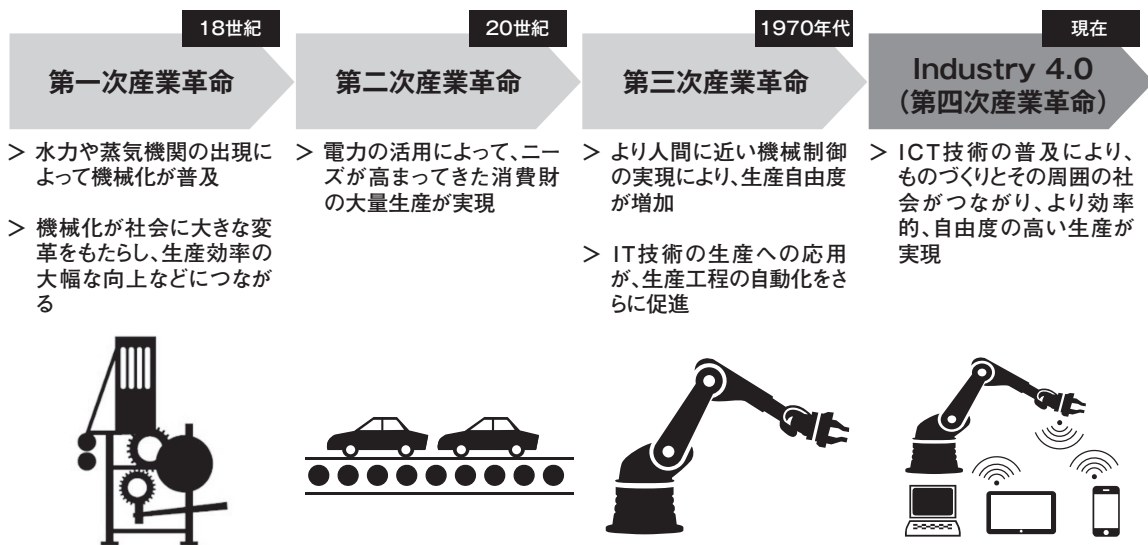 18世紀
第一次産業革命
> 水力や蒸気機関の出現に
よって機械化が普及
> 機械化が社会に大きな変
革をもたらし、生産効率の
大幅な向上などにつなが
る
20世紀
第二次産業革命
> 電力の活用によって、ニー
ズが高まってきた消費財
の大量生産が実現
1970年代
第三次産業革命
> より人間に近い機械制御
の実現により、生産自由度
が増加
> IT技術の生産への応用
が、生産工程の自動化をさ
らに促進
現在
Industry 4.0
(第四次産業革命)
> ICT技術の普及により、
ものづくりとその周囲の社
会がつながり、より効率
的、自由度の高い生産が
実現